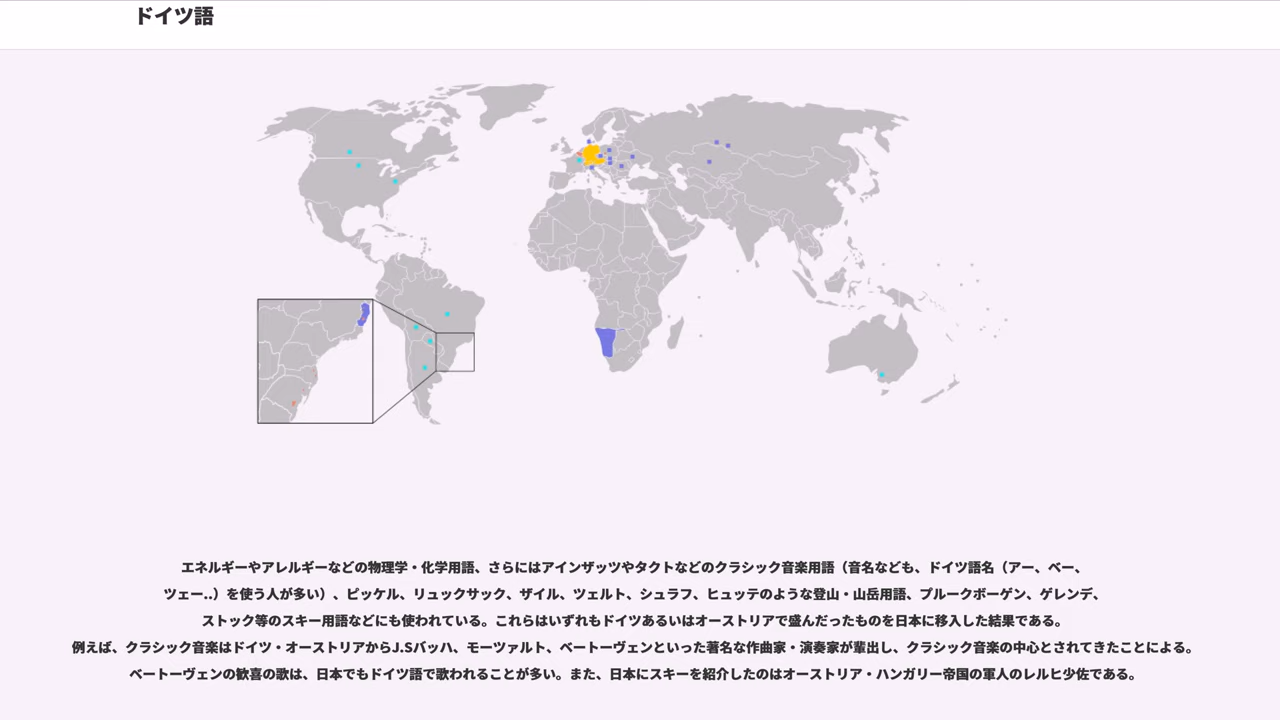 ドイツ語
エネルギーやアレルギーなどの物理学・化学用語、さらにはアインザッツやタクトなどのクラシック音楽用語（音名なども、ドイツ語名（アー、ベー、
ツェー..）を使う人が多い）、ピッケル、リュックサック、ザイル、ツェルト、シュラフ、ヒュッテのような登山・山岳用語、プルークボーゲン、ゲレンデ、
ストック等のスキー用語などにも使われている。これらはいずれもドイツあるいはオーストリアで盛んだったものを日本に移入した結果である。
例えば、クラシック音楽はドイツ・オーストリアからJ.Sバッハ、モーツァルト、ベートーヴェンといった著名な作曲家・演奏家が輩出し、クラシック音楽の中心とされてきたことによる。
ベートーヴェンの歓喜の歌は、日本でもドイツ語で歌われることが多い。また、日本にスキーを紹介したのはオーストリア・ハンガリー帝国の軍人のレルヒ少佐である。